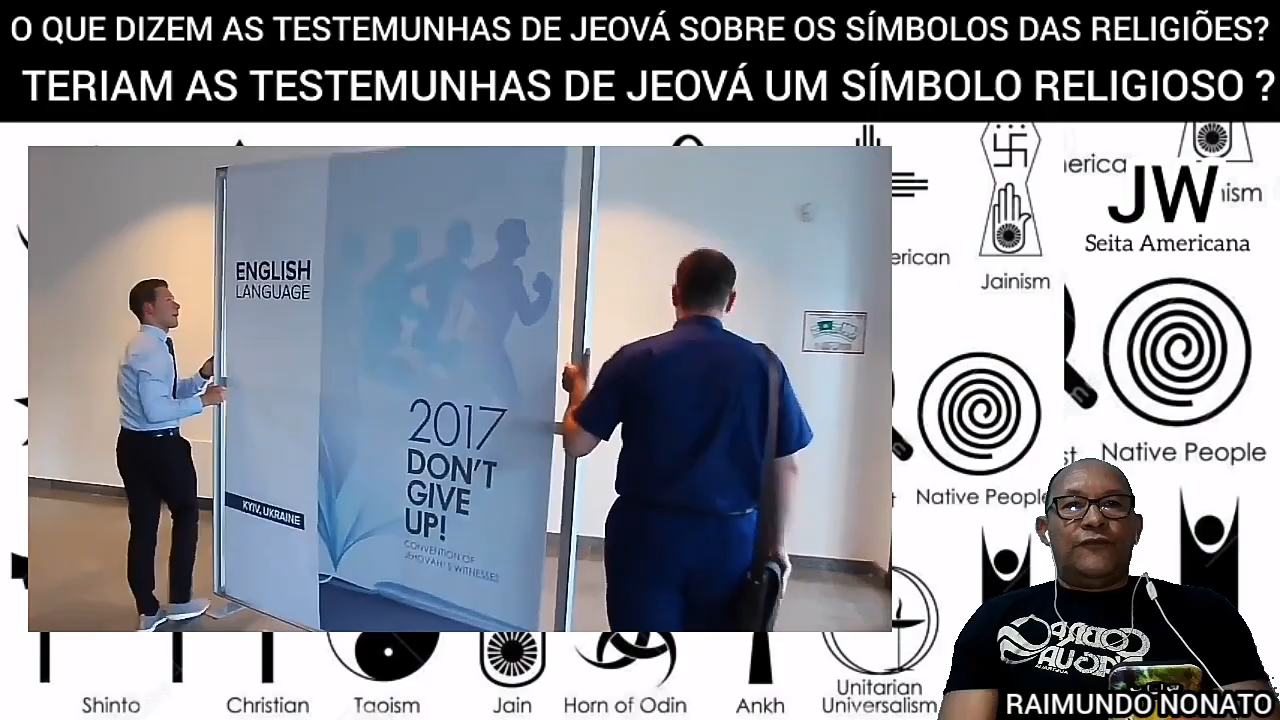 O QUE DIZEM AS TESTEMUNHAS DE JEOVÁ SOBRE OS SÍMBOLOS DAS RELIGIÕES?
TERIAM AS TESTEMUNHAS DE JEOVÁ UM SÍMBOLO RELIGIOSO ?
erica
JW
nism
Seita Americana
erican
Jainism
ENGLISH
LANGUAGE
2017
DON'T
GIVE
UP!
CONVENTION OF
JEHOVAH'S WITNESSES
KYIV, UKRAINE
st
Native People
Native People
Shinto
Christian
Taoism
Jain
Horn of Odin
Ankh
Unitarian
Universalism
RAIMUNDO NONATO